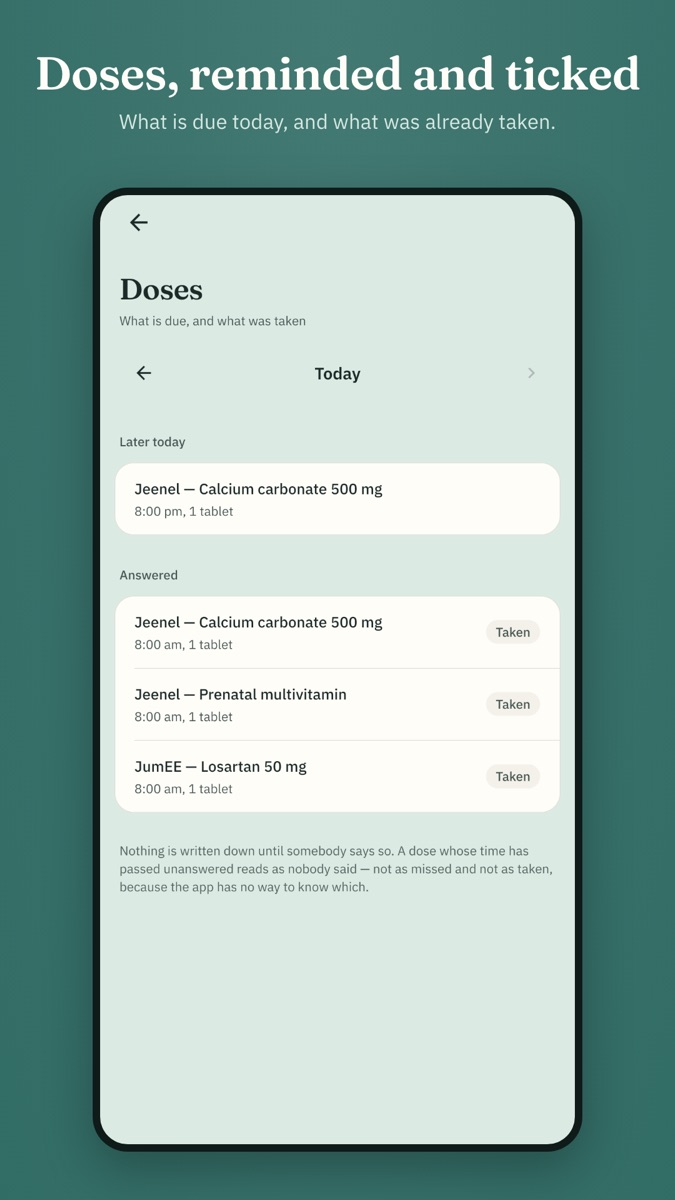 Doses, reminded and ticked
What is due today, and what was already taken.
Doses
What is due, and what was taken
Today
Later today
Jeenel — Calcium carbonate 500 mg
8:00 pm, 1 tablet
Answered
Jeenel — Calcium carbonate 500 mg
8:00 am, 1 tablet
Taken
Jeenel — Prenatal multivitamin
8:00 am, 1 tablet
Taken
JumEE — Losartan 50 mg
8:00 am, 1 tablet
Taken
Nothing is written down until somebody says so. A dose whose time has
passed unanswered reads as nobody said — not as missed and not as taken,
because the app has no way to know which.